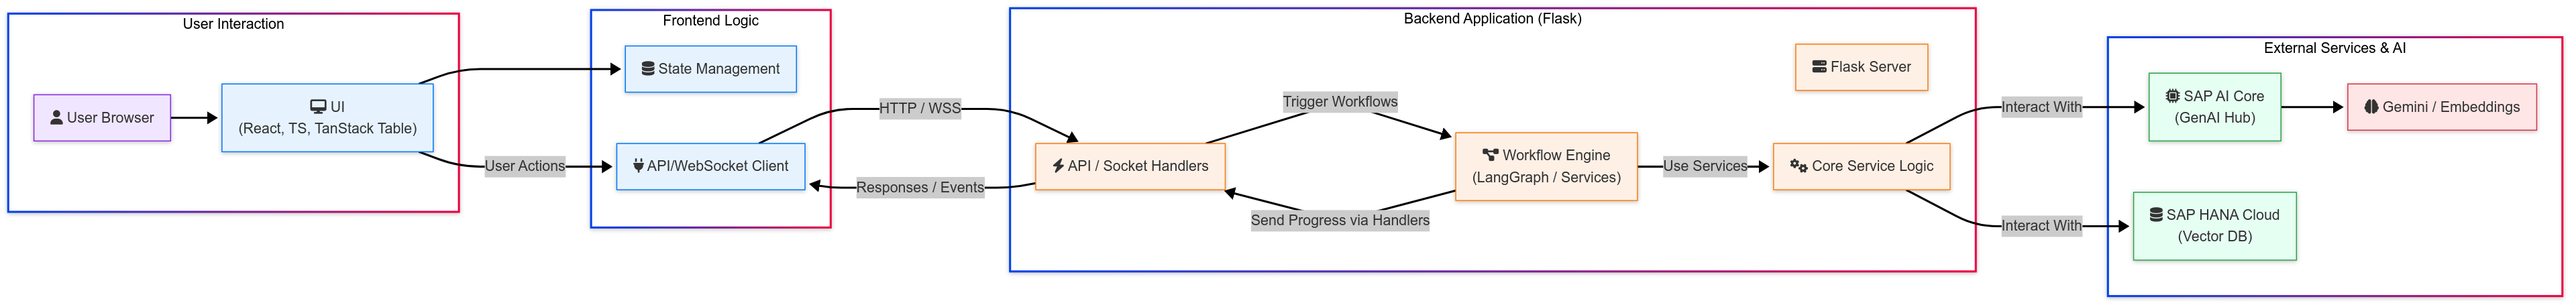 User Interaction
User Browser
UI
(React, TS, TanStack Table)
User Actions
Frontend Logic
State Management
API/WebSocket Client
HTTP / WSS
Responses / Events
Backend Application (Flask)
Flask Server
API / Socket Handlers
Trigger Workflows
Send Progress via Handlers
Workflow Engine
(LangGraph / Services)
Use Services
Core Service Logic
Interact With
Interact With
External Services & AI
SAP AI Core
(GenAI Hub)
Gemini / Embeddings
SAP HANA Cloud
(Vector DB)